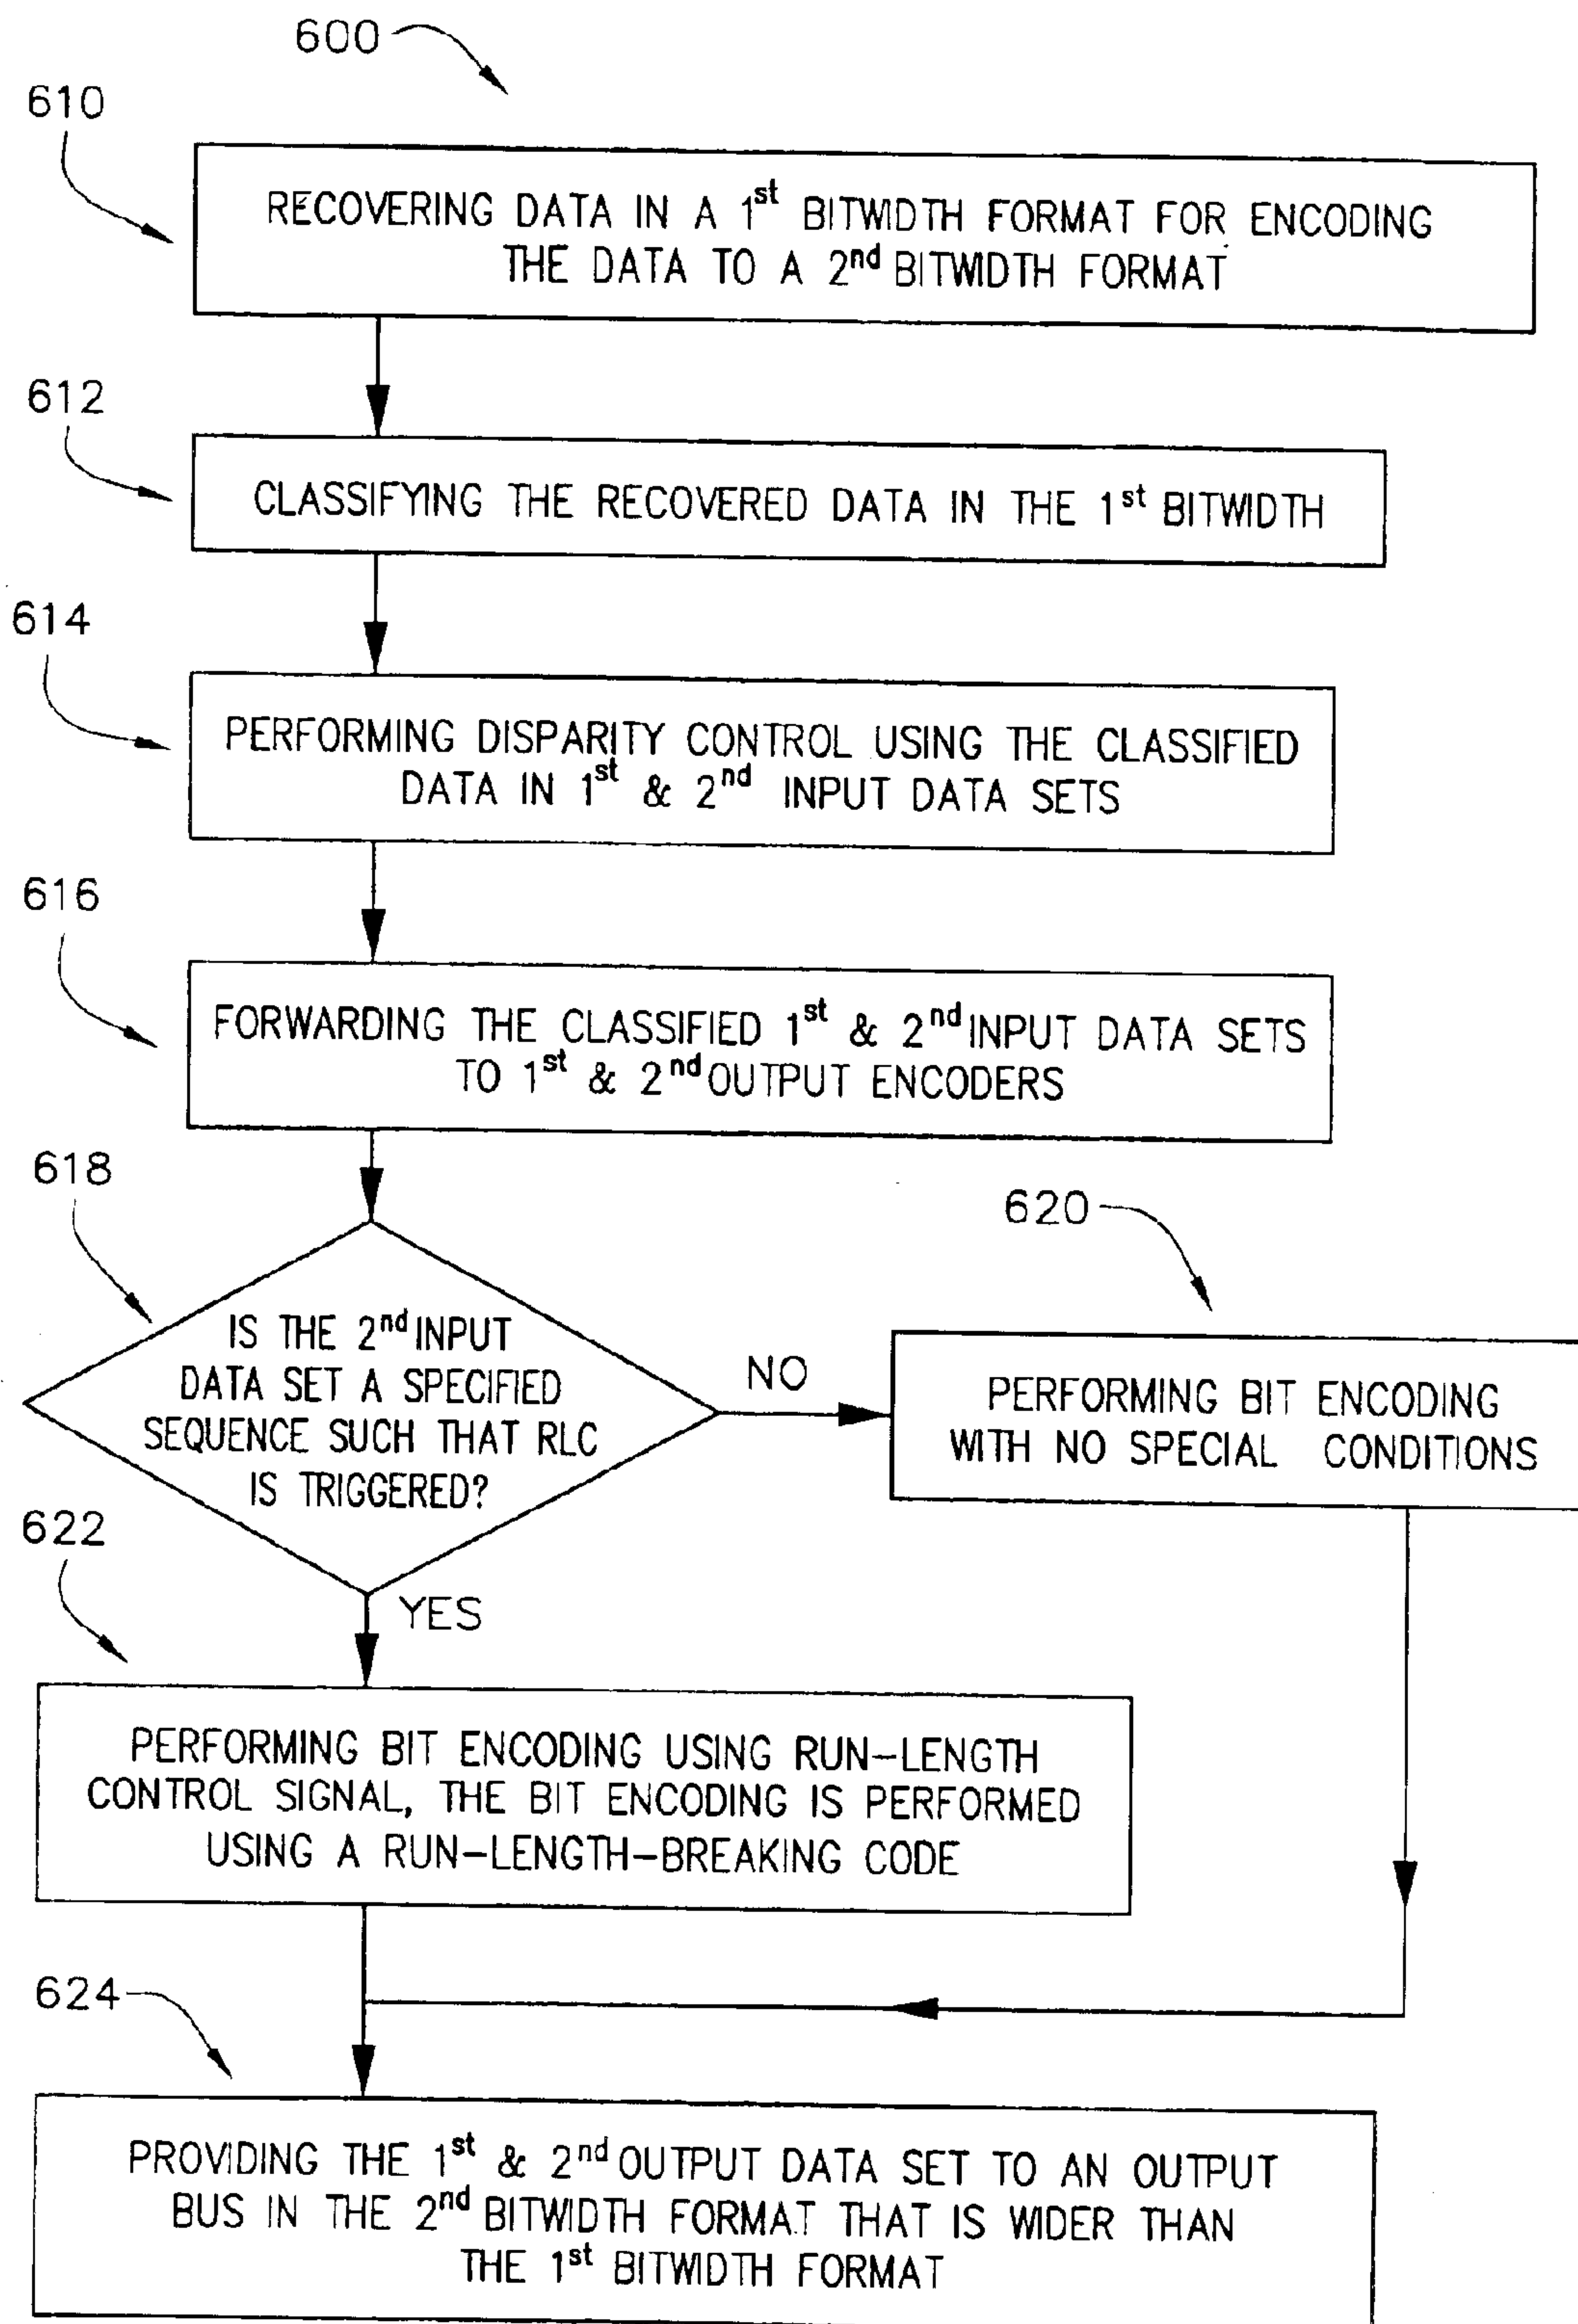 600
610
RECOVERING DATA IN A 1st BITWIDTH FORMAT FOR ENCODING
THE DATA TO A 2nd BITWIDTH FORMAT
612
CLASSIFYING THE RECOVERED DATA IN THE 1st BITWIDTH
614
PERFORMING DISPARITY CONTROL USING THE CLASSIFIED
DATA IN 1st & 2nd INPUT DATA SETS
616
FORWARDING THE CLASSIFIED 1st & 2nd INPUT DATA SETS
TO 1st & 2nd OUTPUT ENCODERS
618
IS THE 2nd INPUT
DATA SET A SPECIFIED
SEQUENCE SUCH THAT RLC
IS TRIGGERED?
NO
620
PERFORMING BIT ENCODING
WITH NO SPECIAL CONDITIONS
YES
622
PERFORMING BIT ENCODING USING RUN-LENGTH
CONTROL SIGNAL, THE BIT ENCODING IS PERFORMED
USING A RUN-LENGTH-BREAKING CODE
624
PROVIDING THE 1st & 2nd OUTPUT DATA SET TO AN OUTPUT
BUS IN THE 2nd BITWIDTH FORMAT THAT IS WIDER THAN
THE 1st BITWIDTH FORMAT